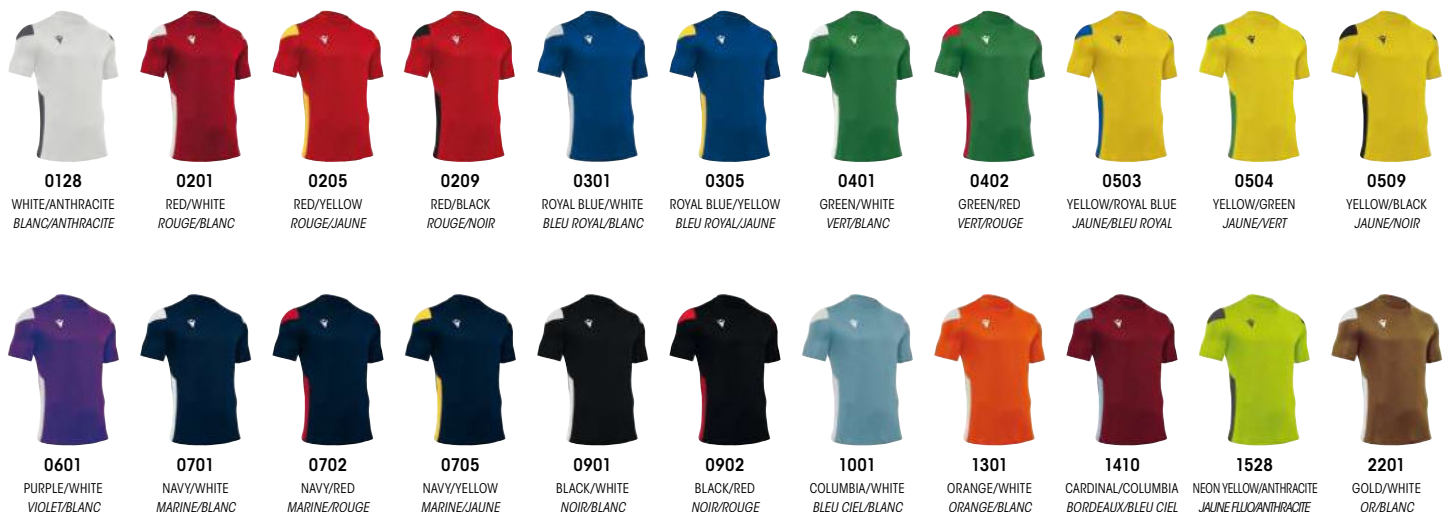 0128
WHITE/ANTHRACITE
BLANC/ANTHRACITE
0201
RED/WHITE
ROUGE/BLANC
0205
RED/YELLOW
ROUGE/JAUNE
0209
RED/BLACK
ROUGE/NOIR
0301
ROYAL BLUE/WHITE
BLEU ROYAL/BLANC
0305
ROYAL BLUE/YELLOW
BLEU ROYAL/JAUNE
0401
GREEN/WHITE
VERT/BLANC
0402
GREEN/RED
VERT/ROUGE
0503
YELLOW/ROYAL BLUE
JAUNE/BLEU ROYAL
0504
YELLOW/GREEN
JAUNE/VERT
0509
YELLOW/BLACK
JAUNE/NOIR
0601
PURPLE/WHITE
VIOLET/BLANC
0701
NAVY/WHITE
MARINE/BLANC
0702
NAVY/RED
MARINE/ROUGE
0705
NAVY/YELLOW
MARINE/JAUNE
0901
BLACK/WHITE
NOIR/BLANC
0902
BLACK/RED
NOIR/ROUGE
1001
COLUMBIA/WHITE
BLEU CIEL/BLANC
1301
ORANGE/WHITE
ORANGE/BLANC
1410
CARDINAL/COLUMBIA
BORDEAUX/BLEU CIEL
1528
NEON YELLOW/ANTHRACITE
JAUNE FLUO/ANTHRACITE
2201
GOLD/WHITE
OR/BLANC